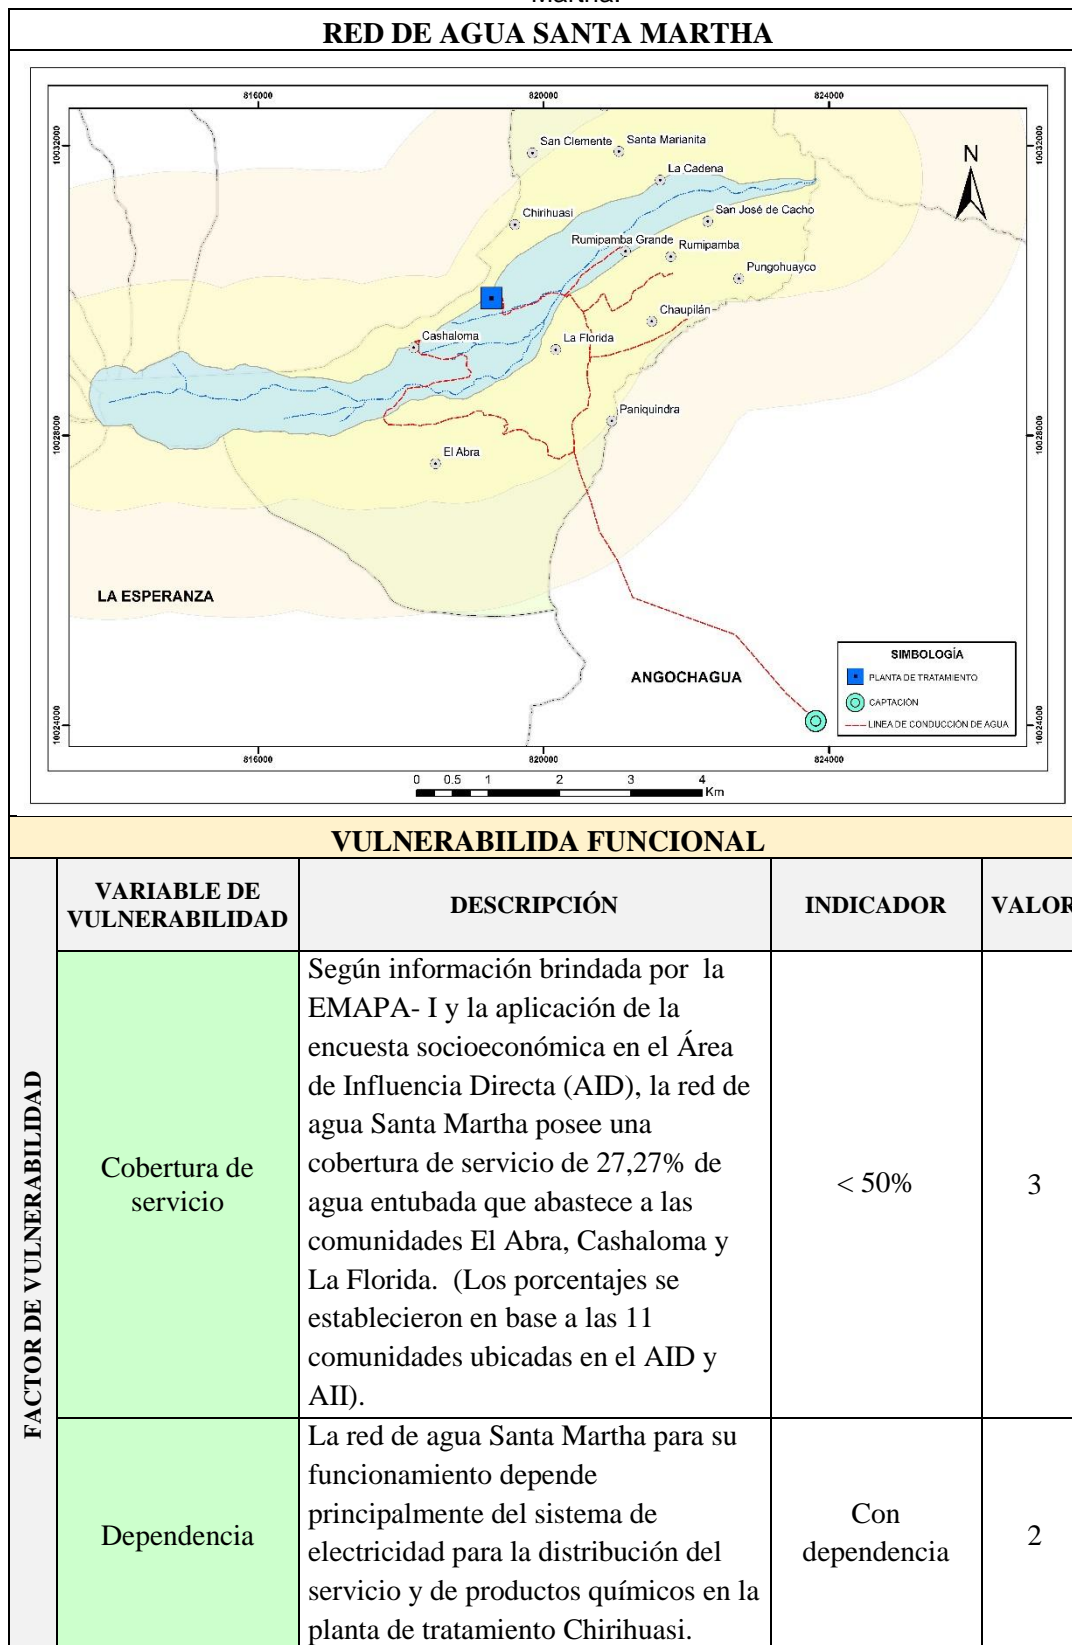 Martha.
RED DE AGUA SANTA MARTHA
816000 820000 824000
10032000 10032000
San Clemente Santa Marianita
N
La Cadena
Chirihuasi San José de Cacho
Rumipamba Grande Rumipamba
Pungohuayco
Chaupilán
Cashaloma La Florida
Paniquindra
10028000 10028000
El Abra
LA ESPERANZA
ANGOCHAGUA
SIMBOLOGÍA
PLANTA DE TRATAMIENTO
CAPTACIÓN
LINEA DE CONDUCCIÓN DE AGUA
10024000 10024000
816000 820000 824000
0 0.5 1 2 3 4
Km
VULNERABILIDA FUNCIONAL
FACTOR DE VULNERABILIDAD
VARIABLE DE
VULNERABILIDAD
DESCRIPCIÓN
INDICADOR
VALOR
Cobertura de
servicio
Según información brindada por la
EMAPA- I y la aplicación de la
encuesta socioeconómica en el Área
de Influencia Directa (AID), la red de
agua Santa Martha posee una
cobertura de servicio de 27,27% de
agua entubada que abastece a las
comunidades El Abra, Cashaloma y
La Florida. (Los porcentajes se
establecieron en base a las 11
comunidades ubicadas en el AID y
AII).
< 50%
3
Dependencia
La red de agua Santa Martha para su
funcionamiento depende
principalmente del sistema de
electricidad para la distribución del
servicio y de productos químicos en la
planta de tratamiento Chirihuasi.
Con
dependencia
2